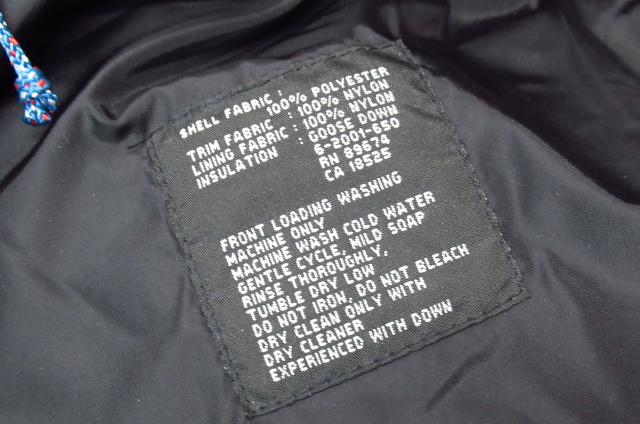 SHELL FABRIC :
100% POLYESTER
TRIM FABRIC : 100% NYLON
LINING FABRIC : 100% NYLON
INSULATION : GOOSE DOWN
6-2001-650
RN 89674
CA 18525
FRONT LOADING WASHING
MACHINE ONLY
MACHINE WASH COLD WATER
GENTLE CYCLE, MILD SOAP
RINSE THOROUGHLY,
TUMBLE DRY LOW
DO NOT IRON, DO NOT BLEACH
DRY CLEAN ONLY WITH
DRY CLEANER
EXPERIENCED WITH DOWN